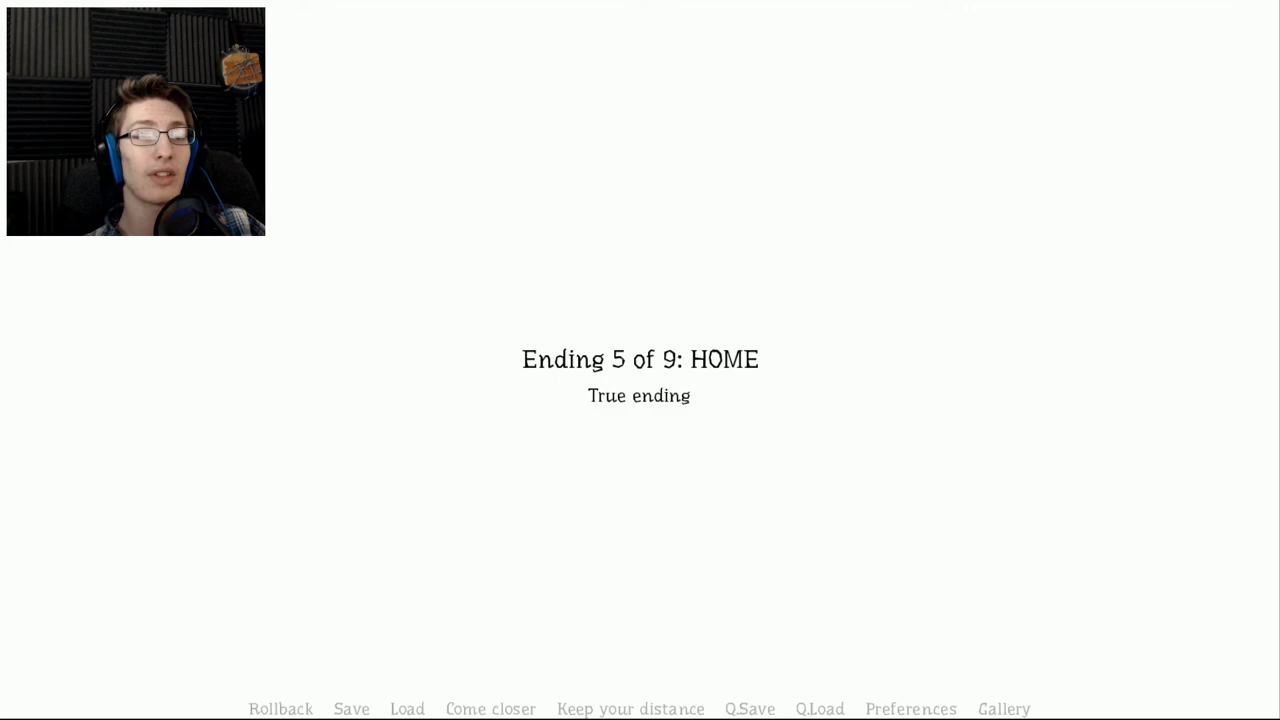 Ending 5 of 9: HOME
True ending
Rollback Save Load Come closer Keep your distance Q.Save Q.Load Preferences Gallery